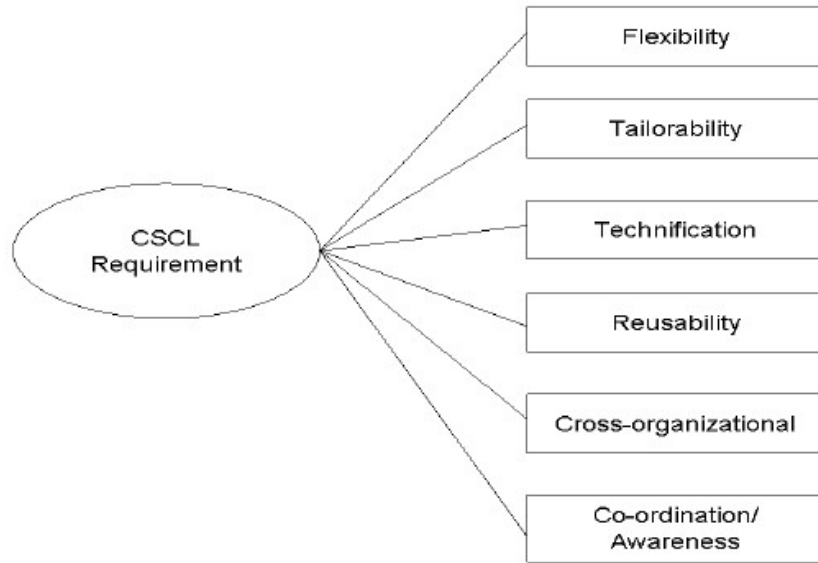 Flexibility
Tailorability
CSCL
Requirement
Technification
Reusability
Cross-organizational
Co-ordination/
Awareness